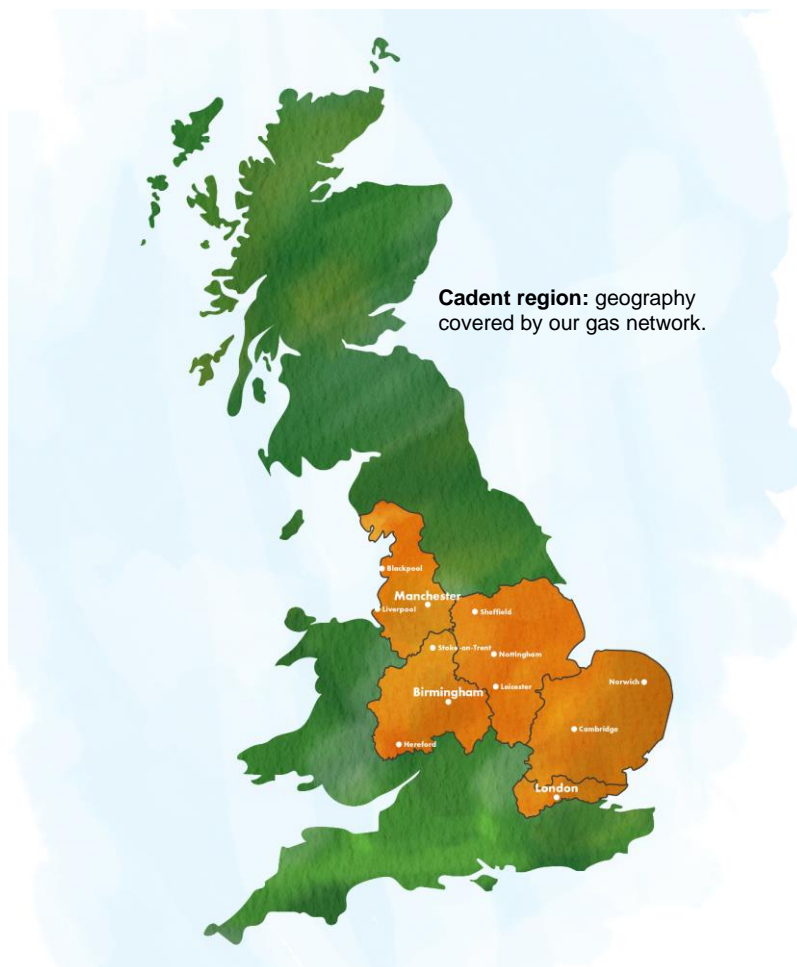 Cadent region: geography
covered by our gas network.
Blackpool
Manchester
Liverpool
Sheffield
Stoke-on-Trent
Nottingham
Birmingham
Leicester
Norwich
Cambridge
Hereford
London